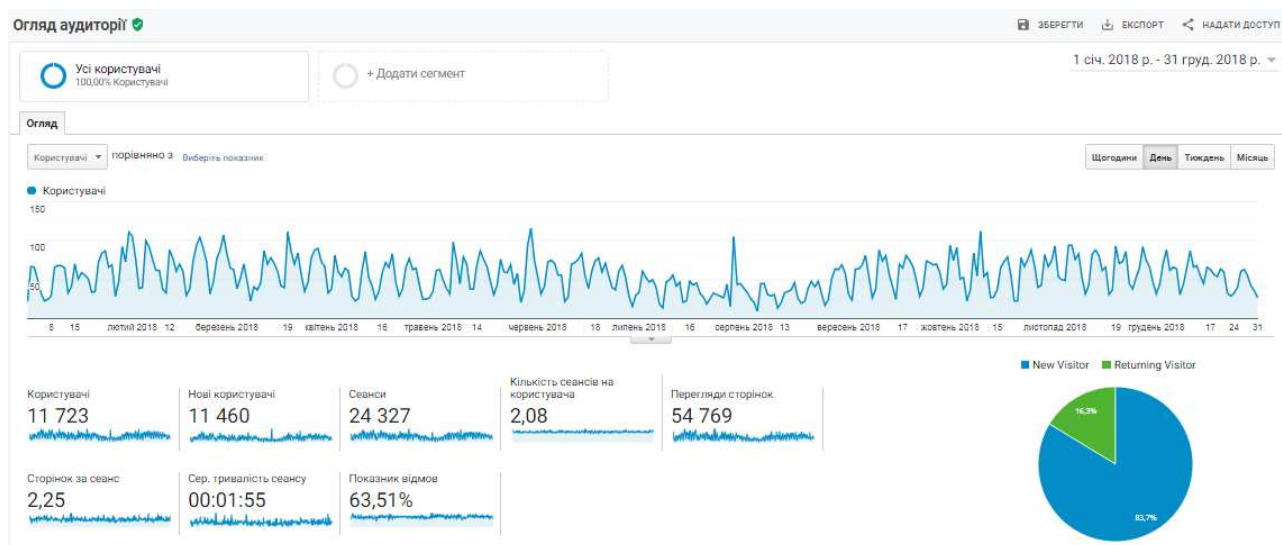 Огляд аудиторії
ЗБЕРЕГТИ ЕКСПОРТ НАДАТИ ДОСТУП
Усі користувачі
100,00% Користувачі
+ Додати сегмент
1 січ. 2018 р. - 31 груд. 2018 р.
Огляд
Користувачі порівняно з Виберіть показник
Щогодини День Тиждень Місяць
Користувачі
150
100
50
8 15 лютий 2018 12 березень 2018 19 квітень 2018 16 травень 2018 14 червень 2018 18 липень 2018 16 серпень 2018 13 вересень 2018 17 жовтень 2018 15 листопад 2018 19 грудень 2018 17 24 31
New Visitor Returning Visitor
Користувачі
11 723
Нові користувачі
11 460
Сеанси
24 327
Кількість сеансів на
користувача
2,08
Перегляди сторінок
54 769
16,3%
83,7%
Сторінок за сеанс
2,25
Сер. тривалість сеансу
00:01:55
Показник відмов
63,51%